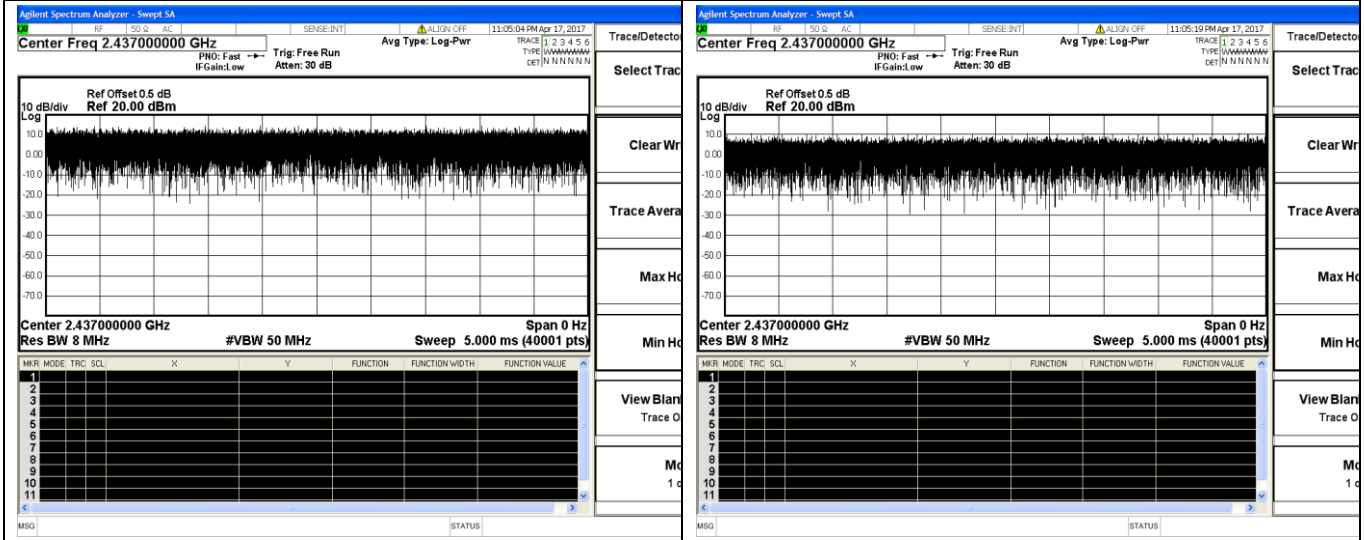 Agilent Spectrum Analyzer - Swept SA
RF 50 Ω AC SENSE:INT ALIGN OFF 11:05:04 PM Apr 17, 2017
Center Freq 2.437000000 GHz
PNO: Fast
IFGain:Low
Trig: Free Run
Atten: 30 dB
Avg Type: Log-Pwr
TRACE 1 2 3 4 5 6
TYPE
DET N N N N N N
Ref Offset 0.5 dB
10 dB/div Ref 20.00 dBm
Log
10.0
0.00
-10.0
-20.0
-30.0
-40.0
-50.0
-60.0
-70.0
Center 2.437000000 GHz Span 0 Hz
Res BW 8 MHz #VBW 50 MHz Sweep 5.000 ms (40001 pts)
MKR MODE TRC SCL X Y FUNCTION FUNCTION WIDTH FUNCTION VALUE
1
2
3
4
5
6
7
8
9
10
11
MSG STATUS
Trace/Detecto
Select Trac
Clear Wr
Trace Avera
Max Ho
Min Ho
View Blan
Trace O
Mo
1 o
Agilent Spectrum Analyzer - Swept SA
RF 50 Ω AC SENSE:INT ALIGN OFF 11:05:19 PM Apr 17, 2017
Center Freq 2.437000000 GHz
PNO: Fast
IFGain:Low
Trig: Free Run
Atten: 30 dB
Avg Type: Log-Pwr
TRACE 1 2 3 4 5 6
TYPE
DET N N N N N N
Ref Offset 0.5 dB
10 dB/div Ref 20.00 dBm
Log
10.0
0.00
-10.0
-20.0
-30.0
-40.0
-50.0
-60.0
-70.0
Center 2.437000000 GHz Span 0 Hz
Res BW 8 MHz #VBW 50 MHz Sweep 5.000 ms (40001 pts)
MKR MODE TRC SCL X Y FUNCTION FUNCTION WIDTH FUNCTION VALUE
1
2
3
4
5
6
7
8
9
10
11
MSG STATUS
Trace/Detecto
Select Trac
Clear Wr
Trace Avera
Max Ho
Min Ho
View Blan
Trace O
Mo
1 o